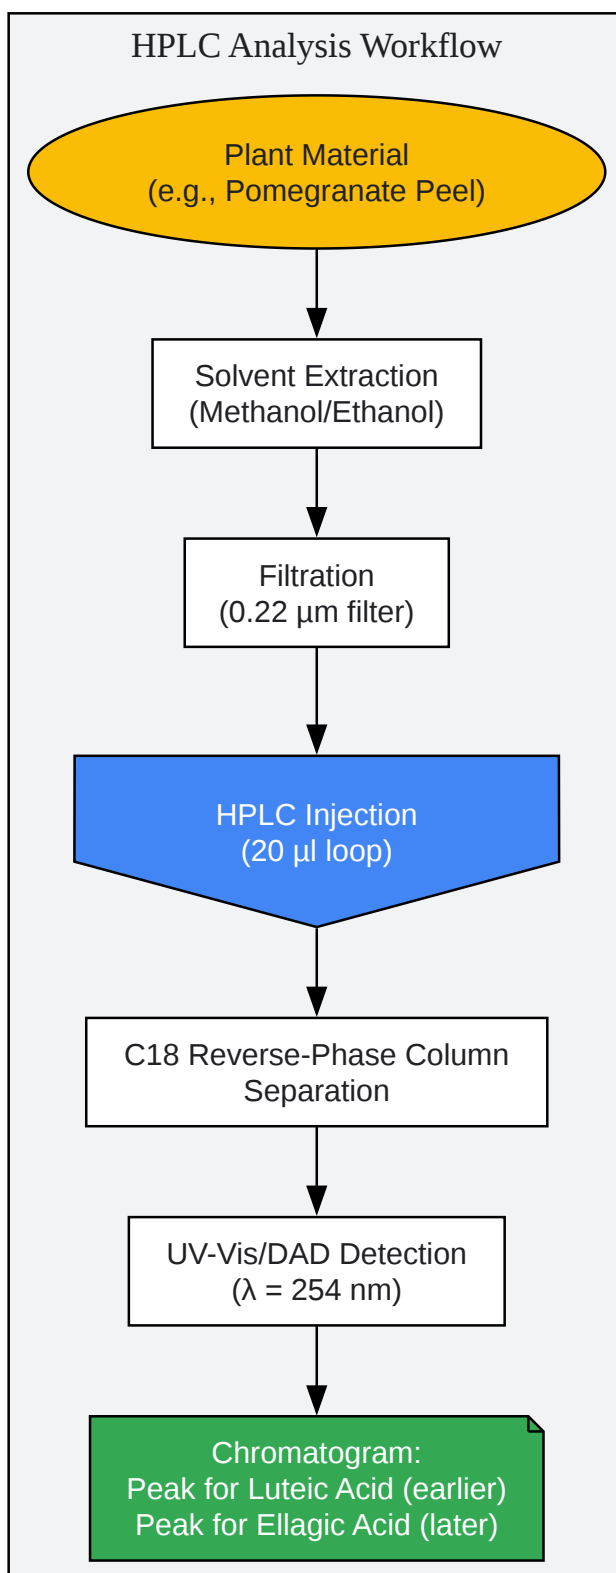 HPLC Analysis Workflow
Plant Material
(e.g., Pomegranate Peel)
Solvent Extraction
(Methanol/Ethanol)
Filtration
(0.22 µm filter)
HPLC Injection
(20 µl loop)
C18 Reverse-Phase Column
Separation
UV-Vis/DAD Detection
(λ = 254 nm)
Chromatogram:
Peak for Luteic Acid (earlier)
Peak for Ellagic Acid (later)